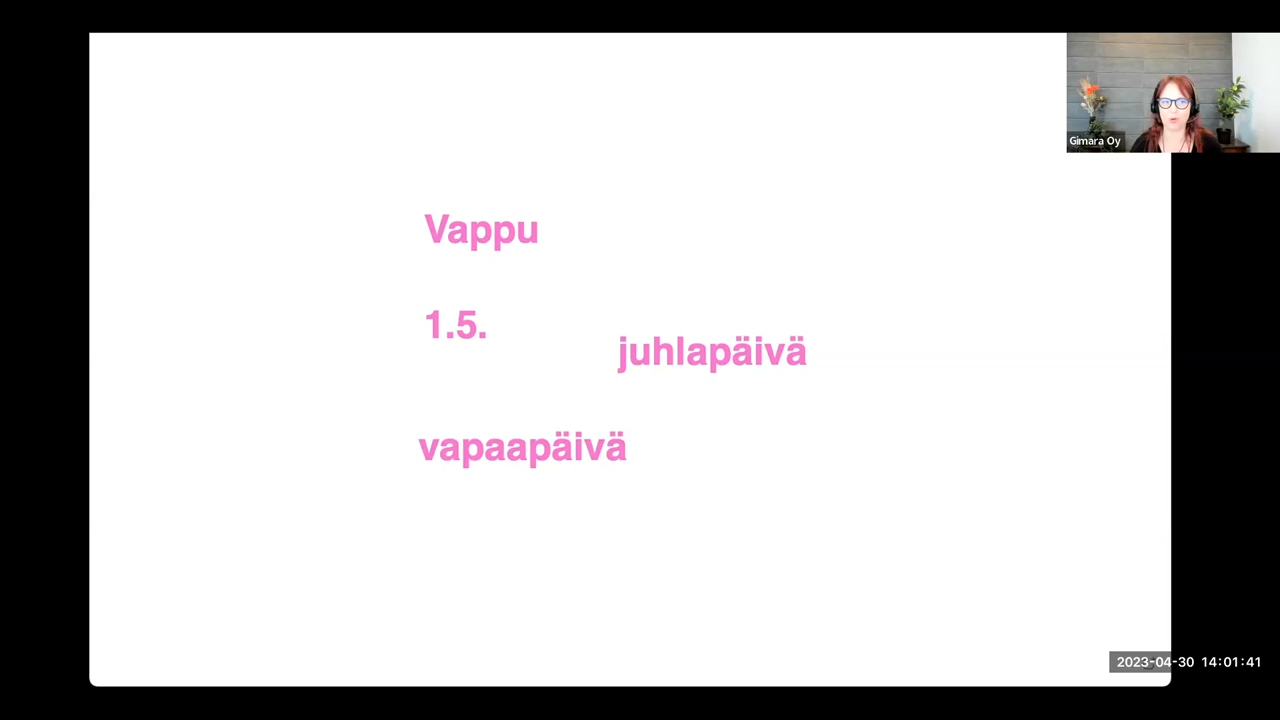 Gimara Oy
Vappu
1.5.
juhlapäivä
vapaapäivä
2023-04-30 14:01:41